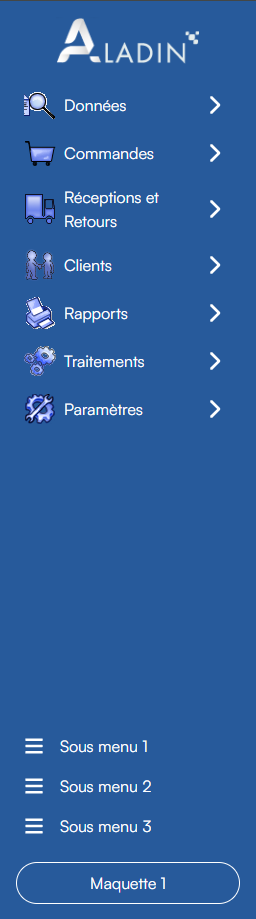 ALADIN
Données
Commandes
Réceptions et
Retours
Clients
Rapports
Traitements
Paramètres
Sous menu 1
Sous menu 2
Sous menu 3
Maquette 1